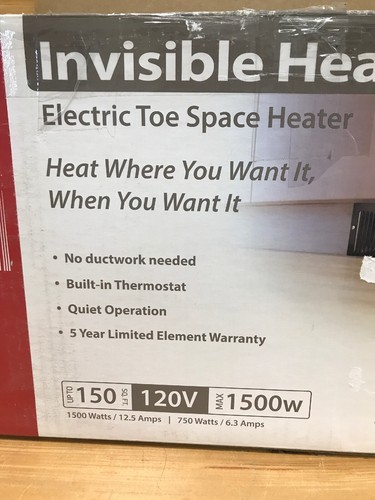 Invisible Hea
Electric Toe Space Heater
Heat Where You Want It,
When You Want It
• No ductwork needed
• Built-in Thermostat
• Quiet Operation
• 5 Year Limited Element Warranty
UP TO 150 SQ. FT. 120V MAX 1500W
1500 Watts / 12.5 Amps | 750 Watts / 6.3 Amps